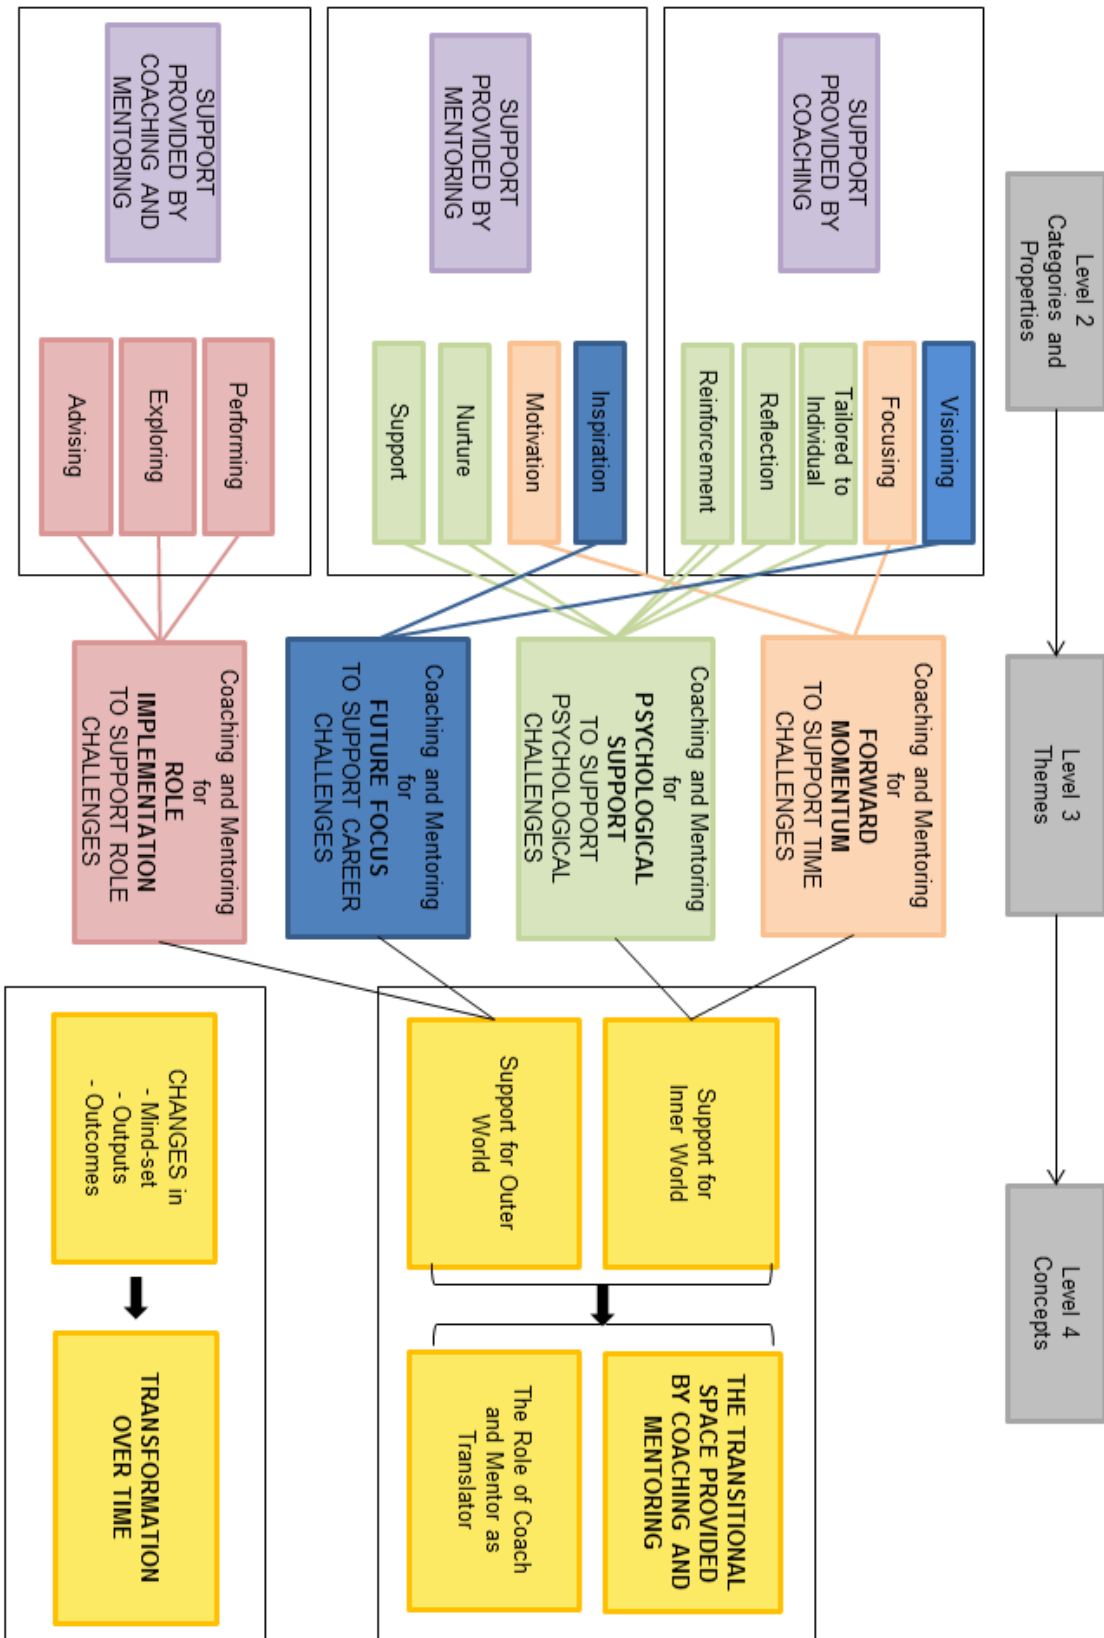 Level 2
Categories and
Properties
Level 3
Themes
Level 4
Concepts
SUPPORT
PROVIDED BY
COACHING
Visioning
Focusing
Tailored to
Individual
Reflection
Reinforcement
SUPPORT
PROVIDED BY
MENTORING
Inspiration
Motivation
Nurture
Support
SUPPORT
PROVIDED BY
COACHING AND
MENTORING
Performing
Exploring
Advising
Coaching and Mentoring
for
FORWARD
MOMENTUM
TO SUPPORT TIME
CHALLENGES
Coaching and Mentoring
for
PSYCHOLOGICAL
SUPPORT
TO SUPPORT
PSYCHOLOGICAL
CHALLENGES
Coaching and Mentoring
for
FUTURE FOCUS
TO SUPPORT CAREER
CHALLENGES
Coaching and Mentoring
for
ROLE
IMPLEMENTATION
TO SUPPORT ROLE
CHALLENGES
Support for
Inner World
Support for Outer
World
THE TRANSITIONAL
SPACE PROVIDED
BY COACHING AND
MENTORING
The Role of Coach
and Mentor as
Translator
CHANGES in
- Mind-set
- Outputs
- Outcomes
TRANSFORMATION
OVER TIME